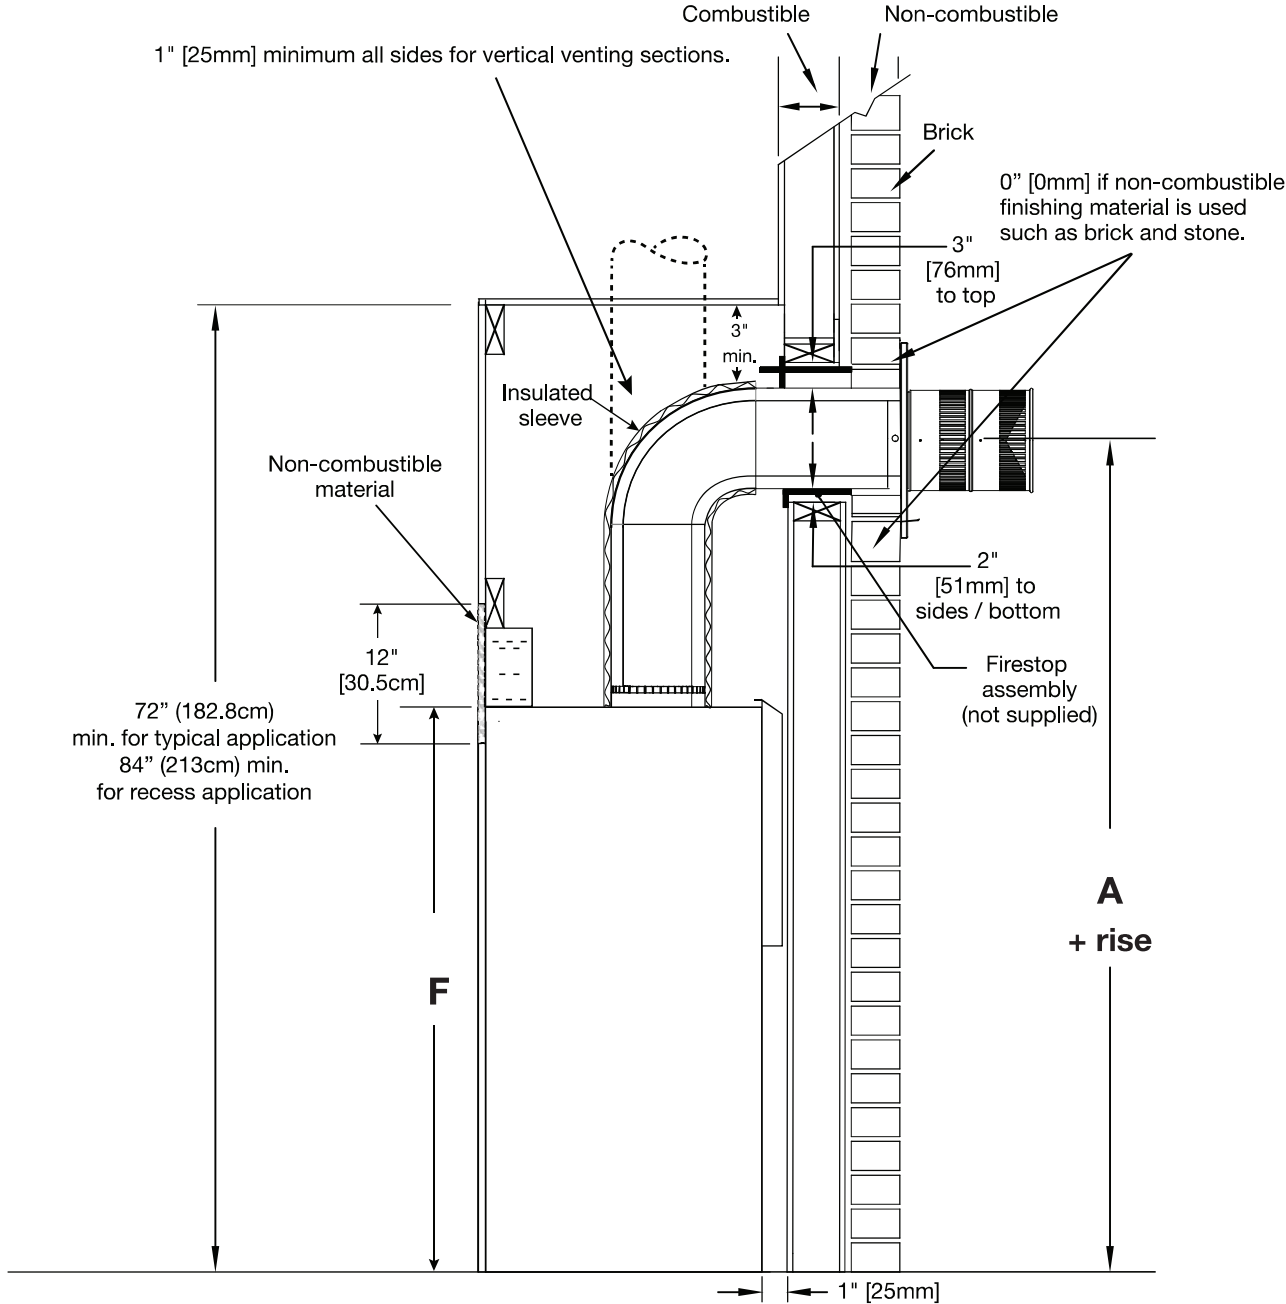 Combustible
Non-combustible
1" [25mm] minimum all sides for vertical venting sections.
Brick
0” [0mm] if non-combustible
finishing material is used
such as brick and stone.
3"
[76mm]
to top
3"
min.
Insulated
sleeve
Non-combustible
material
2"
[51mm] to
sides / bottom
12"
[30.5cm]
Firestop
assembly
(not supplied)
72” (182.8cm)
min. for typical application
84” (213cm) min.
for recess application
A
+ rise
F
1" [25mm]